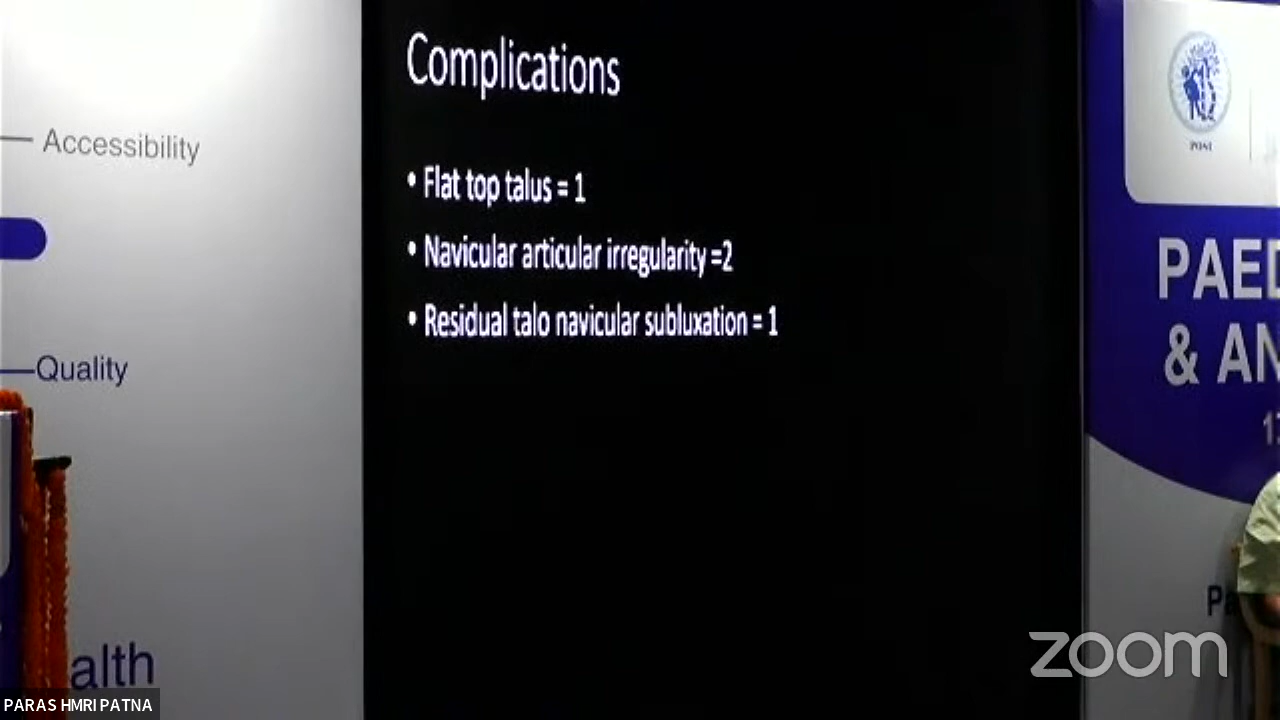 Complications
• Flat top talus = 1
• Navicular articular irregularity =2
• Residual talo navicular subluxation = 1
Accessibility
Quality
alth
PARAS HMRI PATNA
POSI
PAED
& AN
zoom